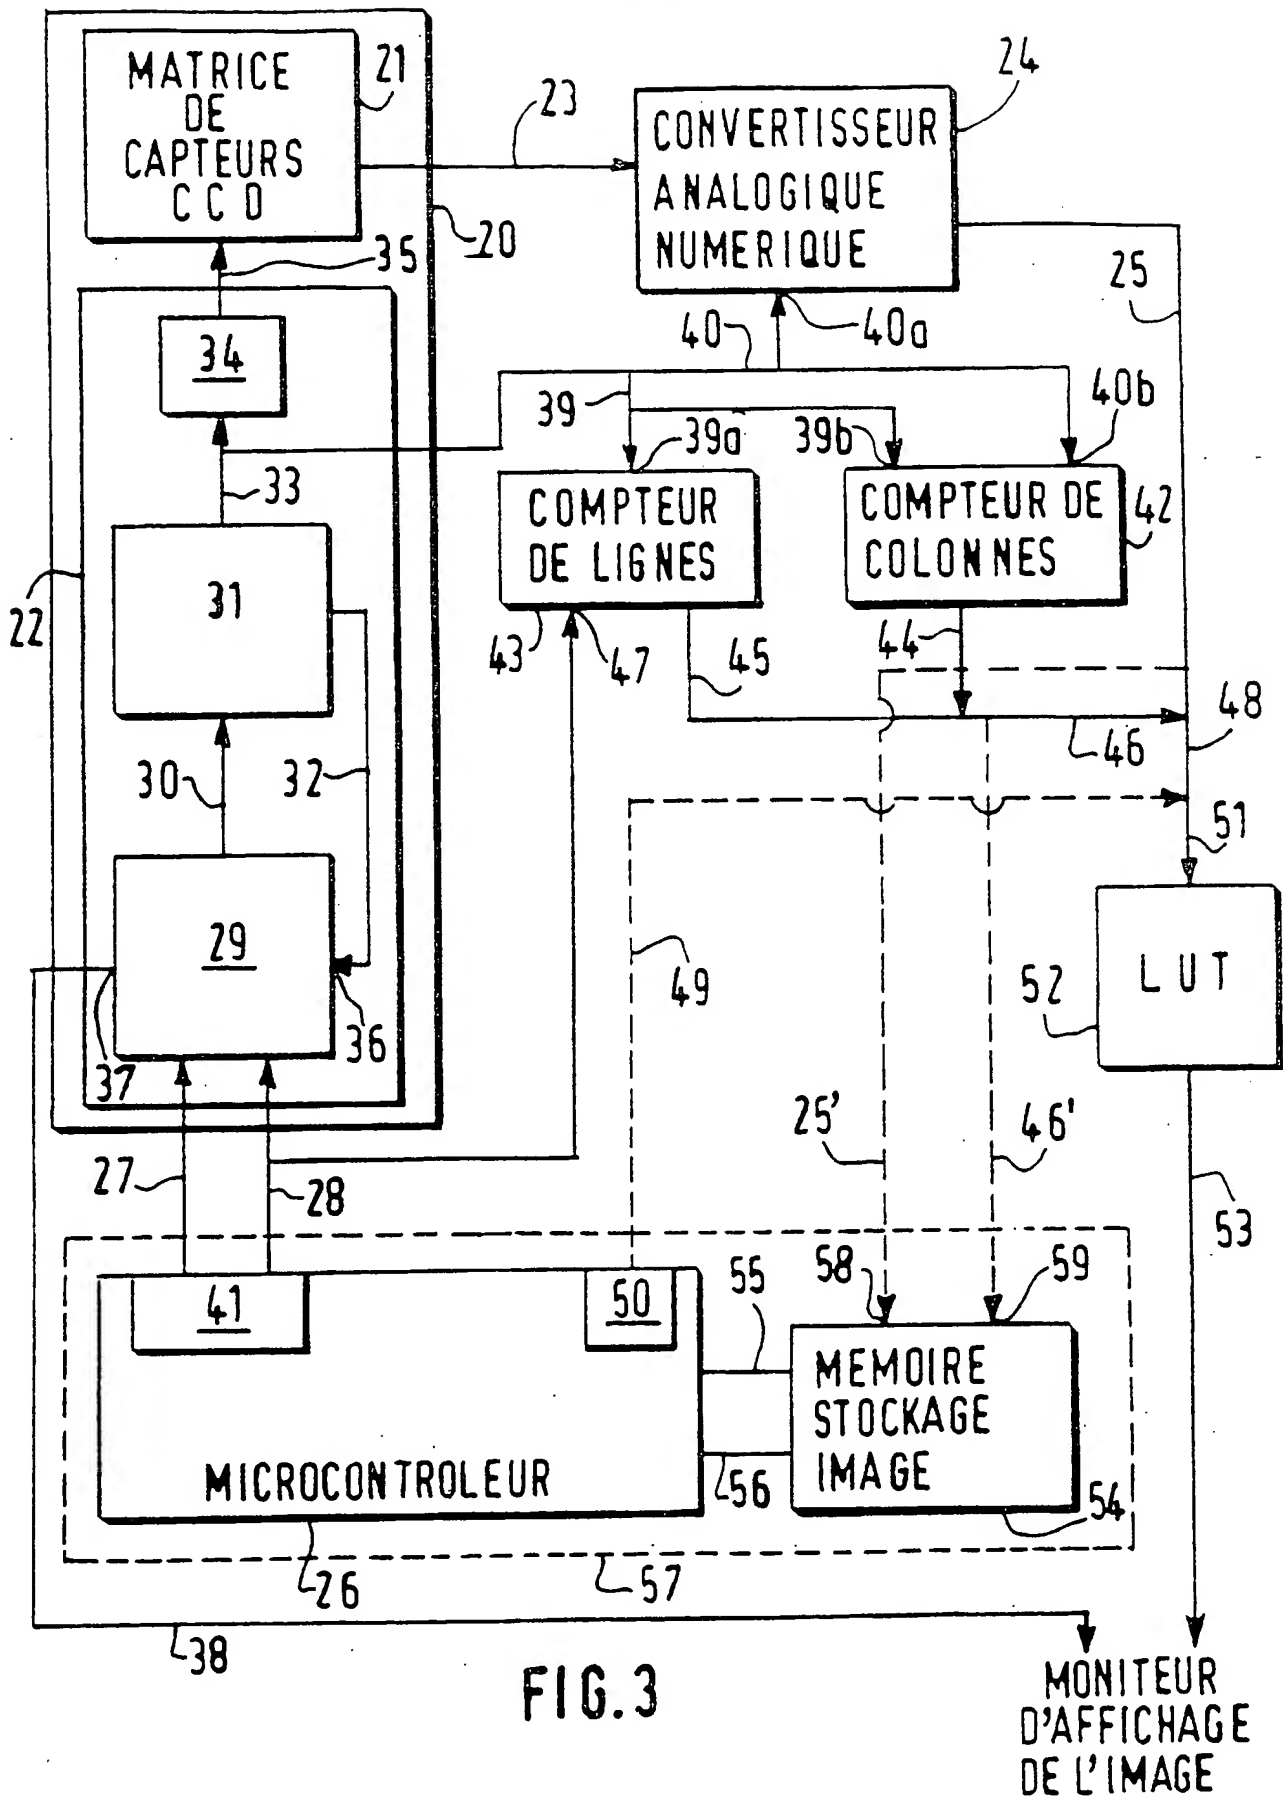 MATRICE
DE
CAPTEURS
CCD
21
23
24
CONVERTISSEUR
ANALOGIQUE
NUMERIQUE
20
35
25
34
40
40a
39
39a
39b
40b
33
COMPTEUR
DE LIGNES
COMPTEUR DE
COLONNES
42
22
31
43
47
45
44
46
48
30
32
51
29
49
52
LUT
37
36
25'
46'
27
28
53
41
50
55
58
59
MEMOIRE
STOCKAGE
IMAGE
MICROCONTROLEUR
56
54
26
57
38
FIG.3
MONITEUR
D'AFFICHAGE
DE L'IMAGE